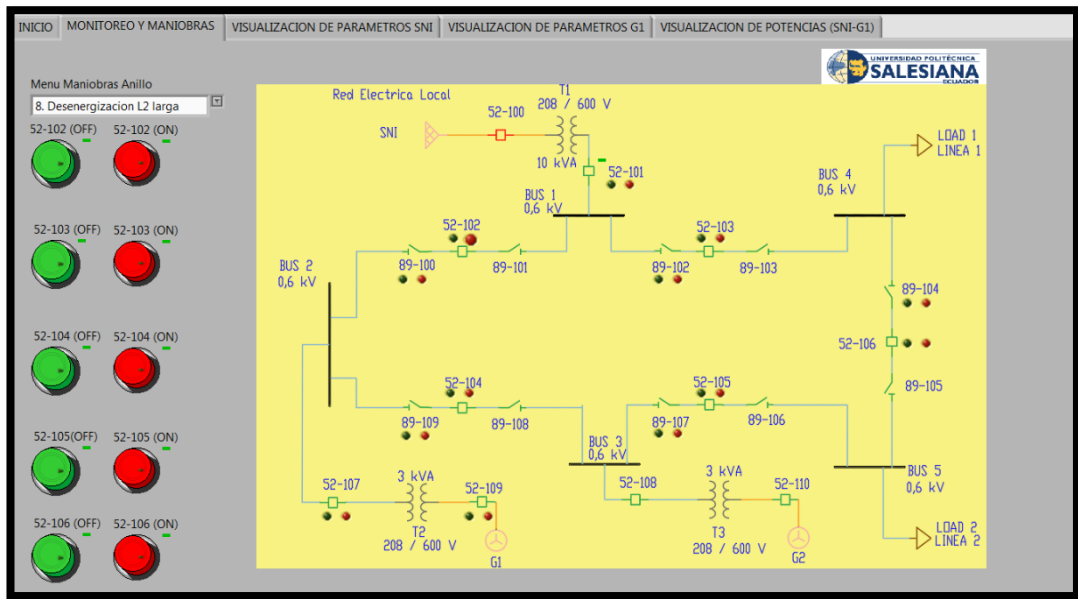 INICIO
MONITOREO Y MANIOBRAS
VISUALIZACION DE PARAMETROS SNI
VISUALIZACION DE PARAMETROS G1
VISUALIZACION DE POTENCIAS (SNI-G1)
UNIVERSIDAD POLITÉCNICA
SALESIANA
ECUADOR
Menu Maniobras Anillo
8. Desenergizacion L2 larga
52-102 (OFF)
52-102 (ON)
52-103 (OFF)
52-103 (ON)
52-104 (OFF)
52-104 (ON)
52-105(OFF)
52-105 (ON)
52-106 (OFF)
52-106 (ON)
Red Electrica Local
SNI
52-100
T1
208 / 600 V
10 kVA
52-101
BUS 1
0,6 kV
BUS 4
0,6 kV
LOAD 1
LINEA 1
52-102
89-100
89-101
52-103
89-102
89-103
BUS 2
0,6 kV
89-104
52-106
89-105
52-104
89-109
89-108
52-105
89-107
89-106
BUS 3
0,6 kV
BUS 5
0,6 kV
52-107
3 kVA
52-109
T2
208 / 600 V
G1
52-108
3 kVA
52-110
T3
208 / 600 V
G2
LOAD 2
LINEA 2